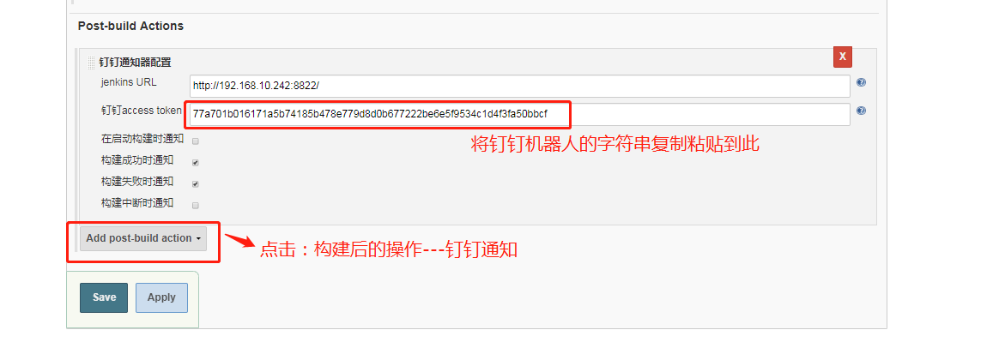 Post-build Actions
钉钉通知器配置
X
jenkins URL
http://192.168.10.242:8822/
钉钉access token
77a701b016171a5b74185b478e779d8d0b677222be6e5f9534c1d4f3fa50bbcf
在启动构建时通知
将钉钉机器人的字符串复制粘贴到此
构建成功时通知
构建失败时通知
构建中断时通知
Add post-build action
点击：构建后的操作---钉钉通知
Save
Apply